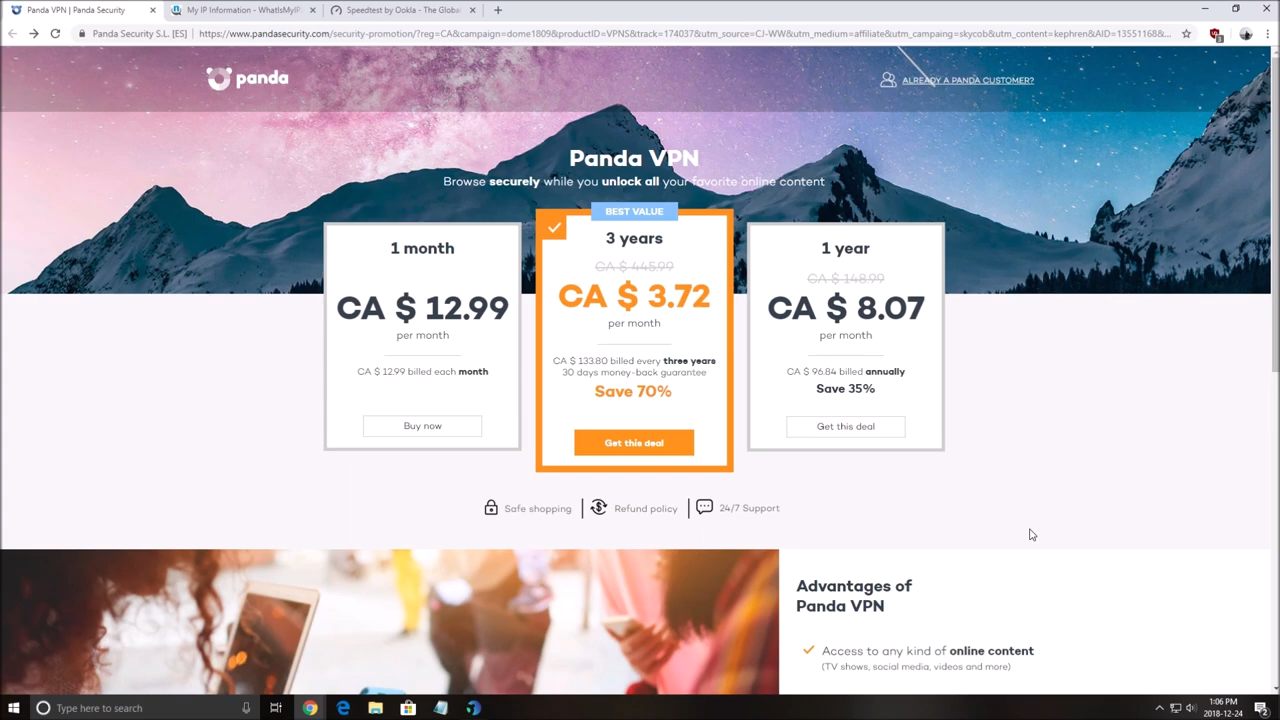 Panda VPN | Panda Security
My IP Information - WhatIsMyIP.
Speedtest by Ookla - The Global
Panda Security S.L. [ES]
https://www.pandasecurity.com/security-promotion/?reg=CA&campaign=dome1809&productID=VPNS&track=174037&utm_source=CJ-WW&utm_medium=affiliate&utm_campaing=skycob&utm_content=kephren&AID=13551168&...
panda
ALREADY A PANDA CUSTOMER?
Panda VPN
Browse securely while you unlock all your favorite online content
1 month
CA $ 12.99
per month
CA $ 12.99 billed each month
Buy now
BEST VALUE
3 years
CA $ 445.99
CA $ 3.72
per month
CA $ 133.80 billed every three years
30 days money-back guarantee
Save 70%
Get this deal
1 year
CA $ 148.99
CA $ 8.07
per month
CA $ 96.84 billed annually
Save 35%
Get this deal
Safe shopping
Refund policy
24/7 Support
Advantages of
Panda VPN
Access to any kind of online content
(TV shows, social media, videos and more)
Type here to search
1:06 PM
2018-12-24
2